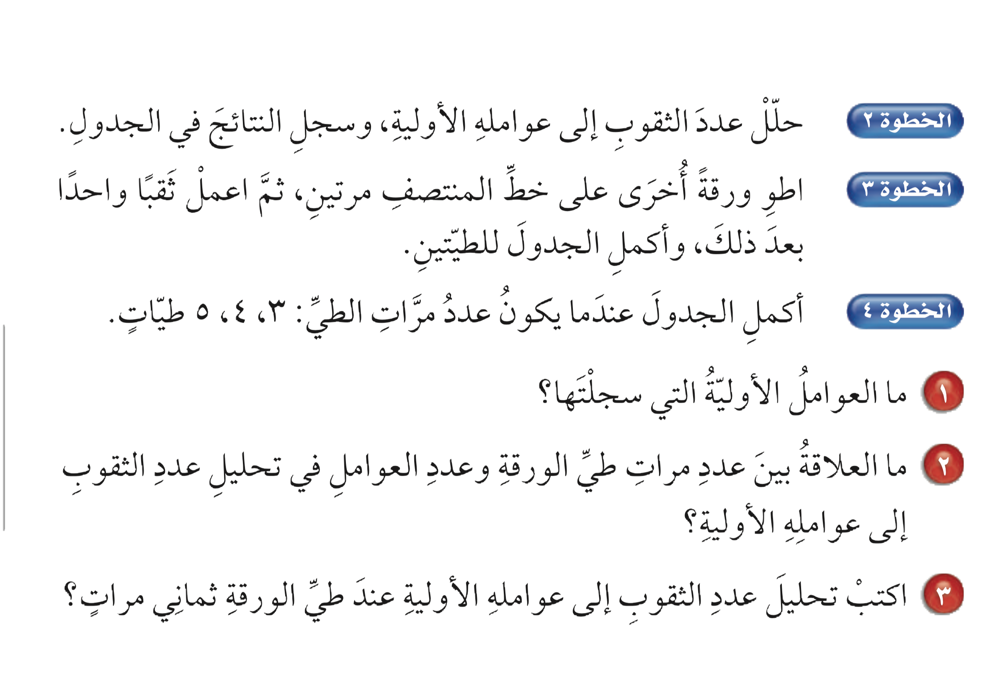 الخطوة ٢ حلّلْ عددَ الثقوبِ إلى عواملهِ الأوليةِ، وسجلِ النتائجَ في الجدولِ.
الخطوة ٣ اطوِ ورقةً أُخرَى على خطِّ المنتصفِ مرتينِ، ثمَّ اعملْ ثَقبًا واحدًا
بعدَ ذلكَ، وأكملِ الجدولَ للطيّتينِ.
الخطوة ٤ أكملِ الجدولَ عندَما يكونُ عددُ مرَّاتِ الطيِّ: ٣، ٤، ٥ طيّاتٍ.
١ ما العواملُ الأوليّةُ التي سجلْتَها؟
٢ ما العلاقةُ بينَ عددِ مراتِ طيِّ الورقةِ وعددِ العواملِ في تحليلِ عددِ الثقوبِ
إلى عواملِهِ الأوليةِ؟
٣ اكتبْ تحليلَ عددِ الثقوبِ إلى عواملهِ الأوليةِ عندَ طيِّ الورقةِ ثمانِي مراتٍ؟